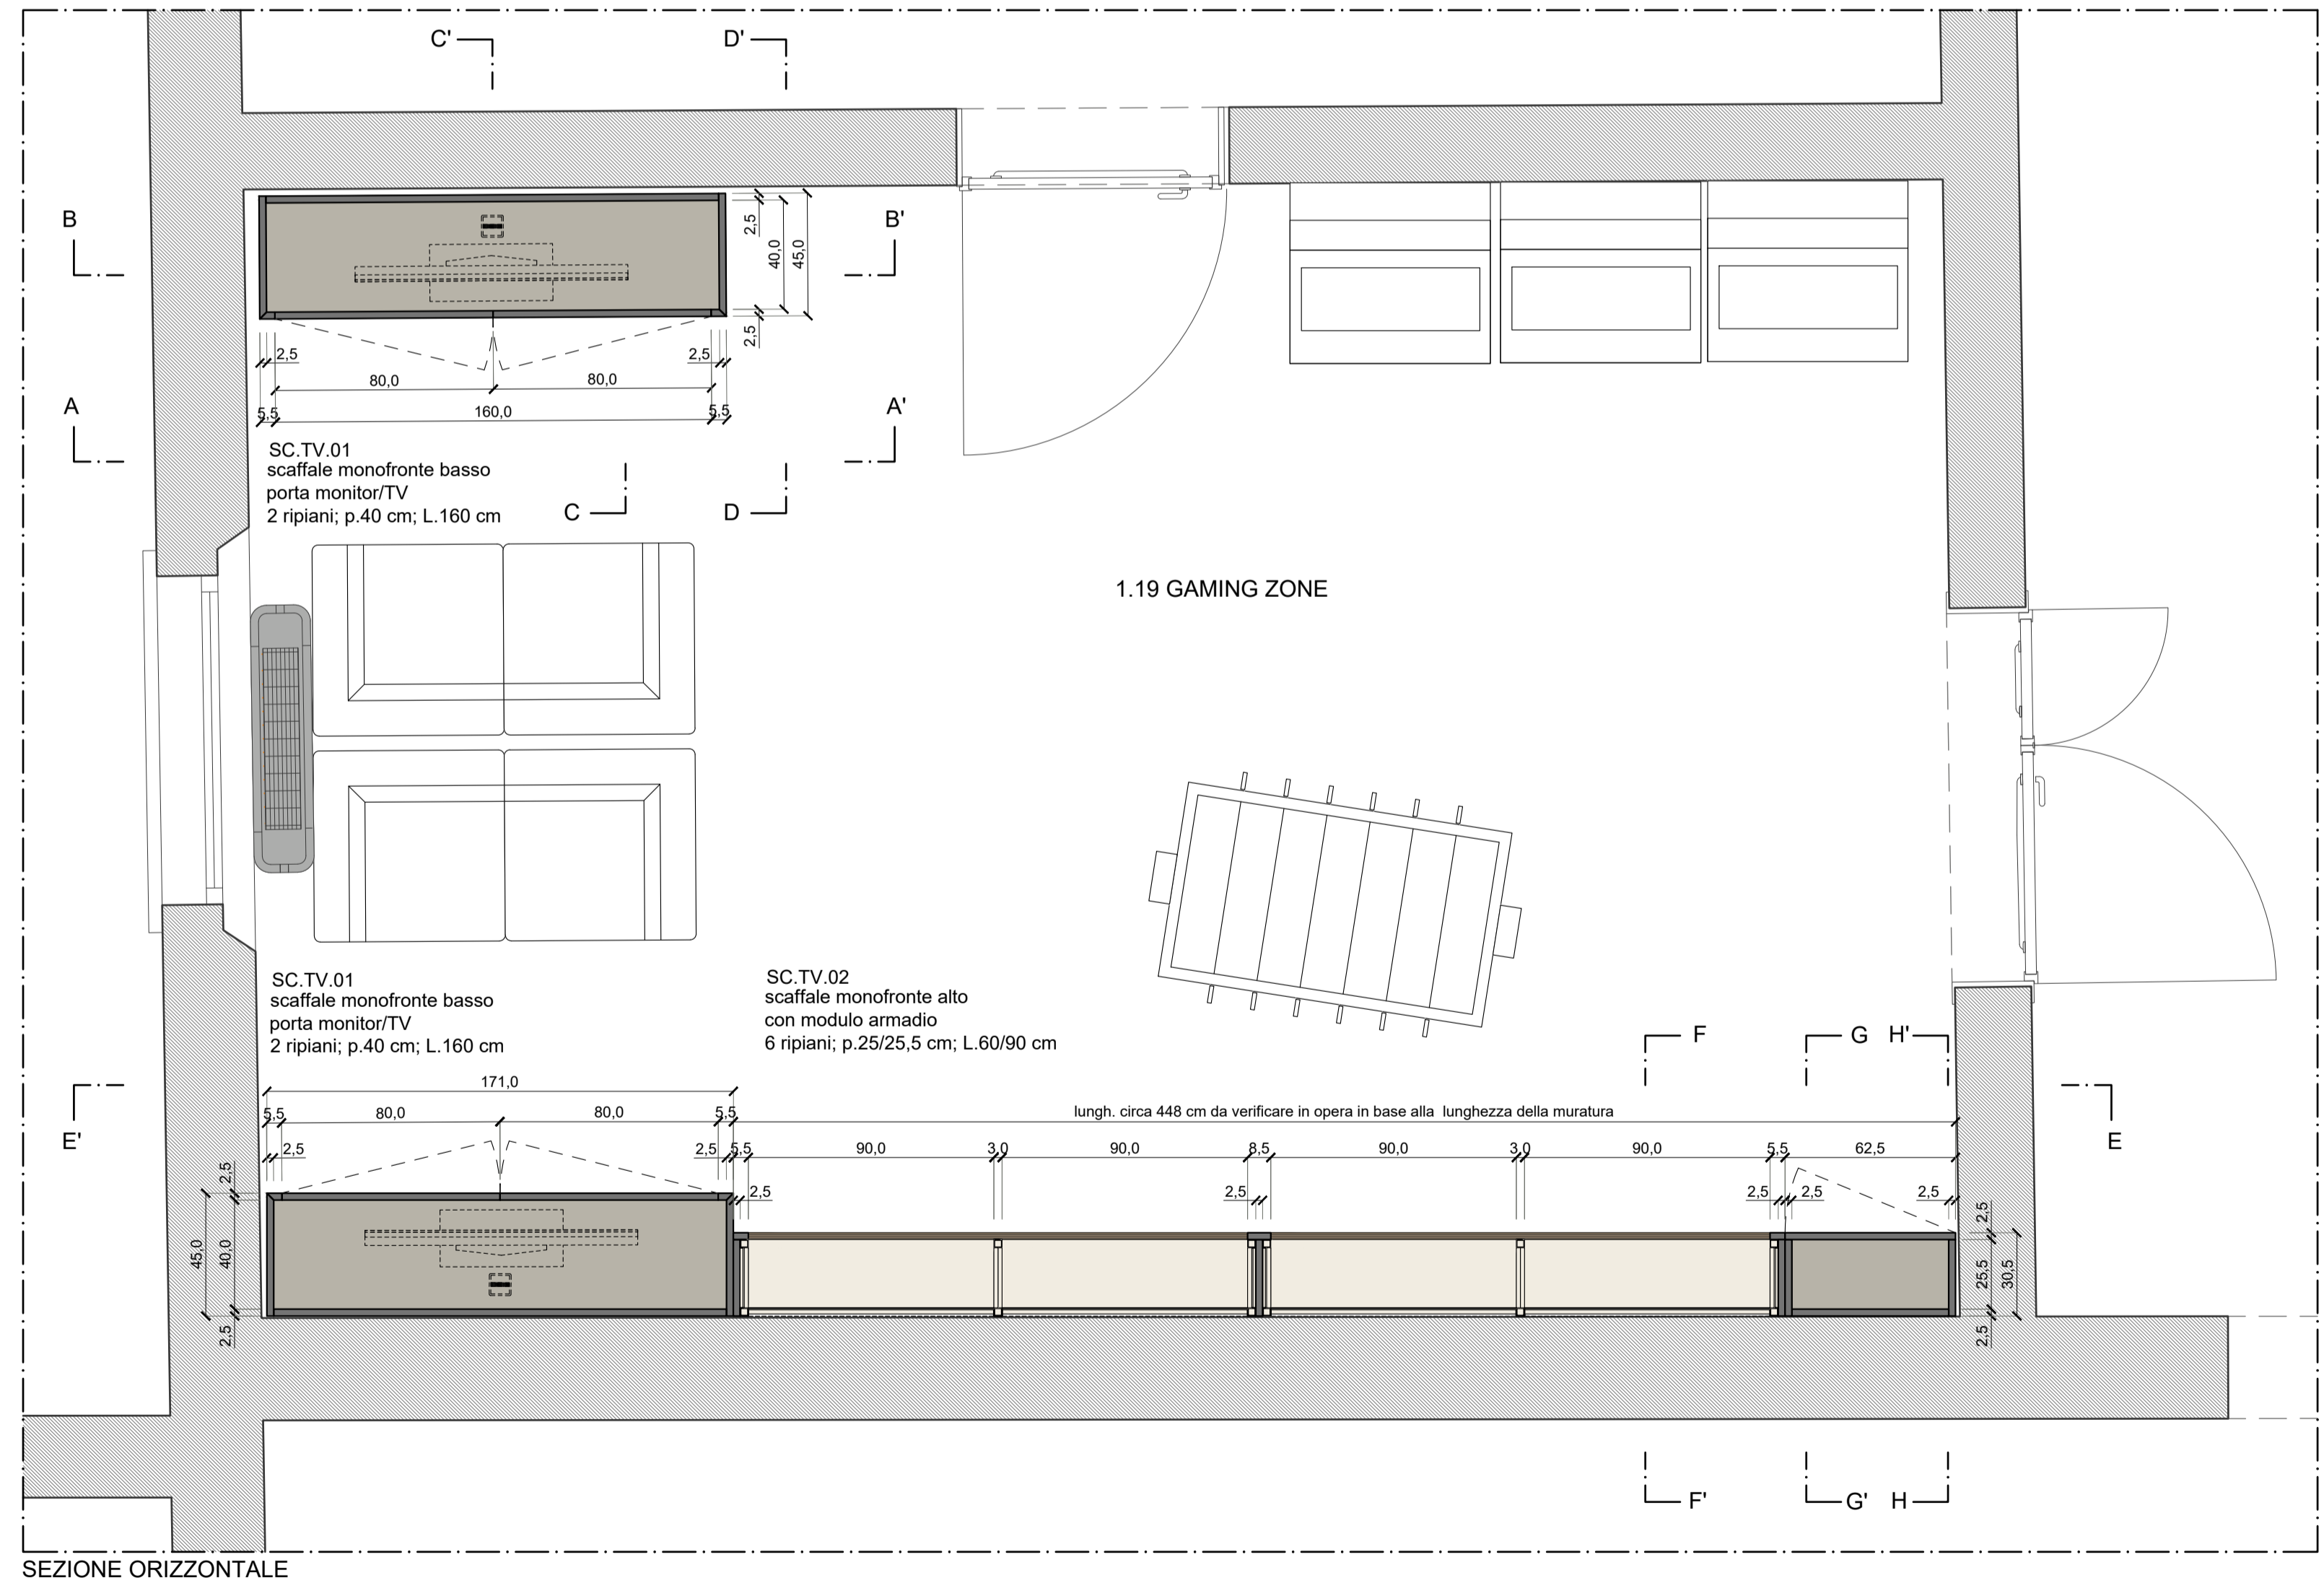 C'
D'
B
B'
2,5
40,0
45,0
2,5
2,5
2,5
80,0
80,0
5,5
160,0
5,5
A
A'
SC.TV.01
scaffale monofronte basso
porta monitor/TV
2 ripiani; p.40 cm; L.160 cm
C
D
1.19 GAMING ZONE
SC.TV.01
scaffale monofronte basso
porta monitor/TV
2 ripiani; p.40 cm; L.160 cm
SC.TV.02
scaffale monofronte alto
con modulo armadio
6 ripiani; p.25/25,5 cm; L.60/90 cm
F
G
H'
E'
E
171,0
5,5
80,0
80,0
5,5
lungh. circa 448 cm da verificare in opera in base alla lunghezza della muratura
2,5
2,5
5,5
90,0
3,0
90,0
8,5
90,0
3,0
90,0
5,5
62,5
2,5
2,5
2,5
2,5
2,5
2,5
45,0
40,0
2,5
2,5
25,5
30,5
2,5
F'
G'
H
SEZIONE ORIZZONTALE